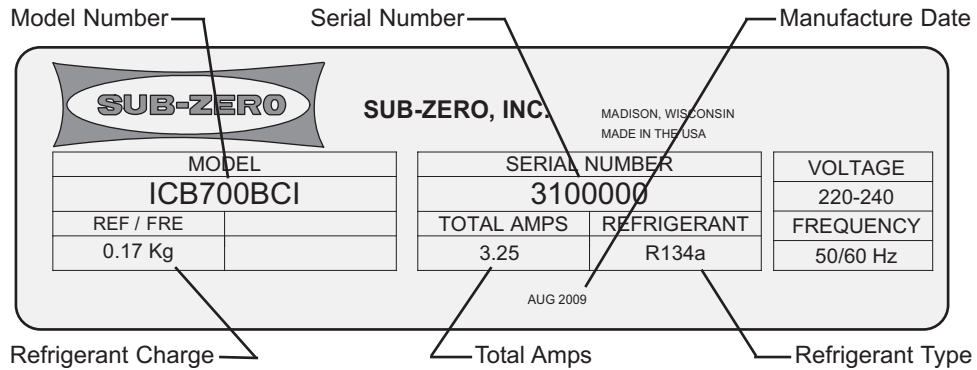 Model Number Serial Number Manufacture Date
SUB-ZERO
SUB-ZERO, INC. MADISON, WISCONSIN
MADE IN THE USA
MODEL SERIAL NUMBER VOLTAGE
ICB700BCI 3100000 220-240
REF / FRE TOTAL AMPS REFRIGERANT FREQUENCY
0.17 Kg 3.25 R134a 50/60 Hz
AUG 2009
Refrigerant Charge Total Amps Refrigerant Type